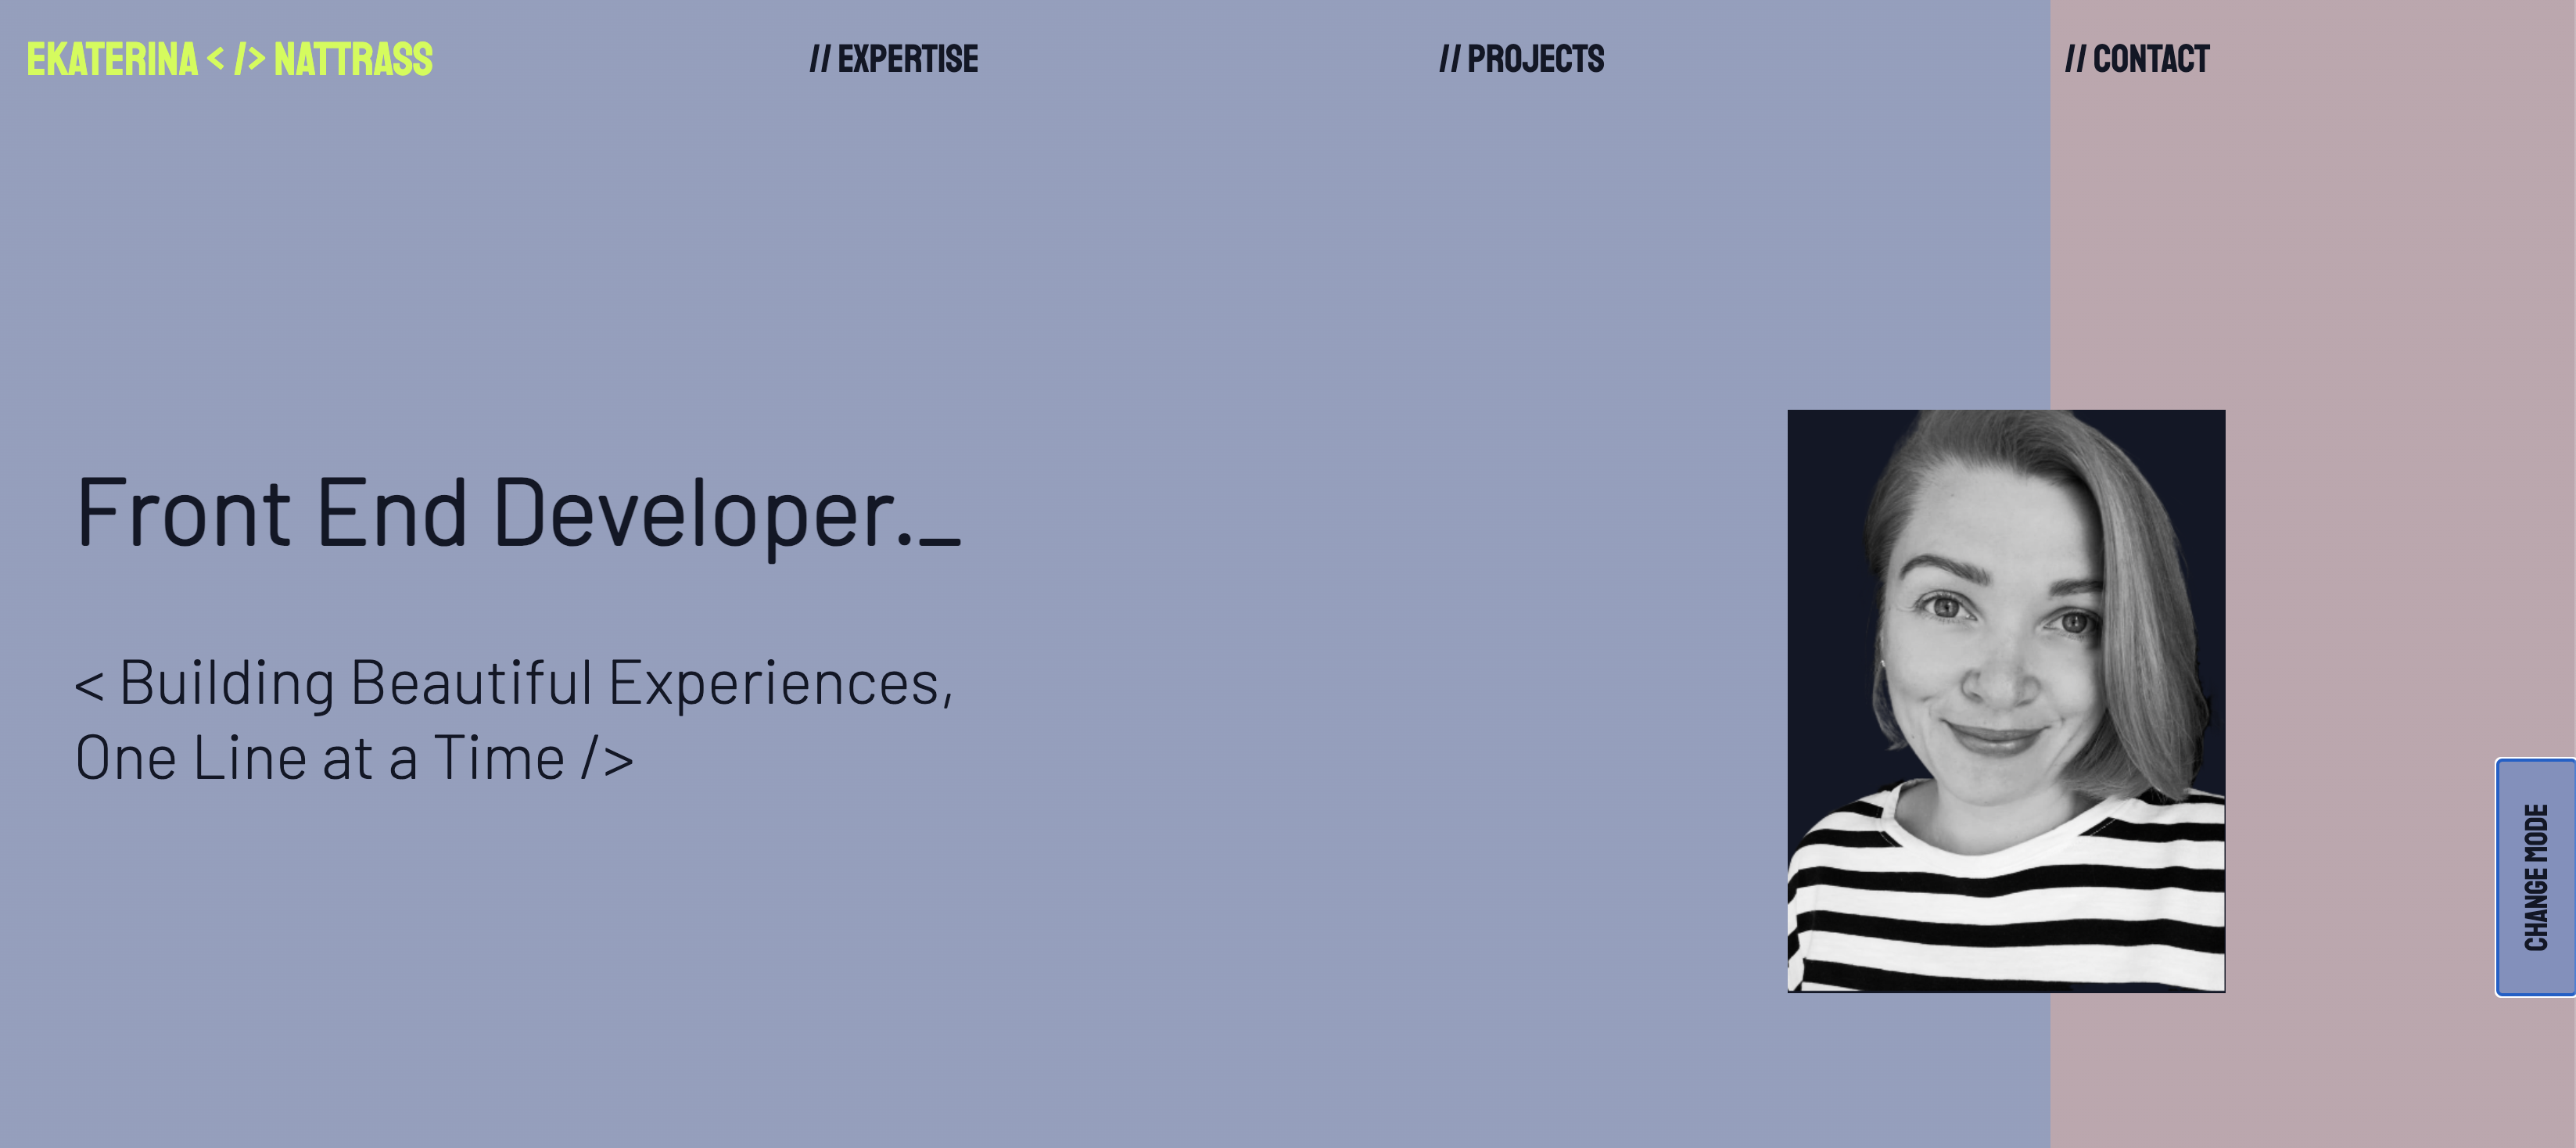 EKATERINA < /> NATTRASS
// EXPERTISE
// PROJECTS
// CONTACT
Front End Developer._
< Building Beautiful Experiences,
One Line at a Time />
CHANGE MODE